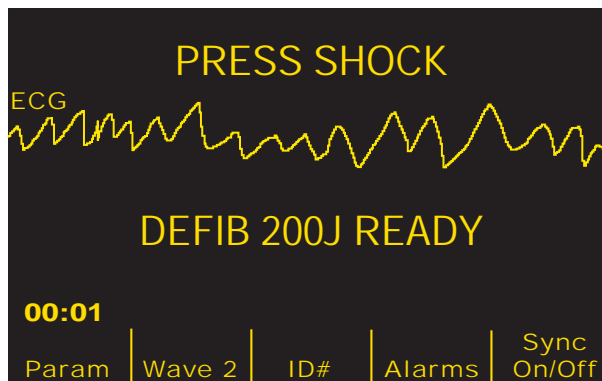 PRESS SHOCK
ECG
DEFIB 200J READY
00:01
Param Wave 2 ID# Alarms Sync On/Off